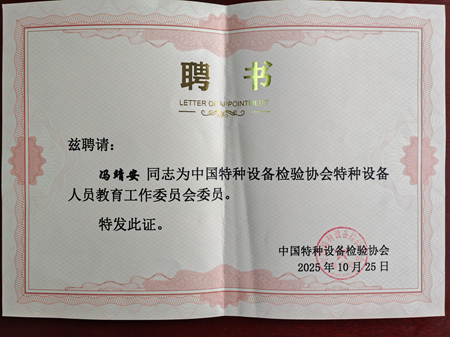 聘书
LETTER OF APPOINTMENT
兹聘请：
冯靖安 同志为中国特种设备检验协会特种设备
人员教育工作委员会委员。
特发此证。
中国特种设备检验协会
2025年10月25日